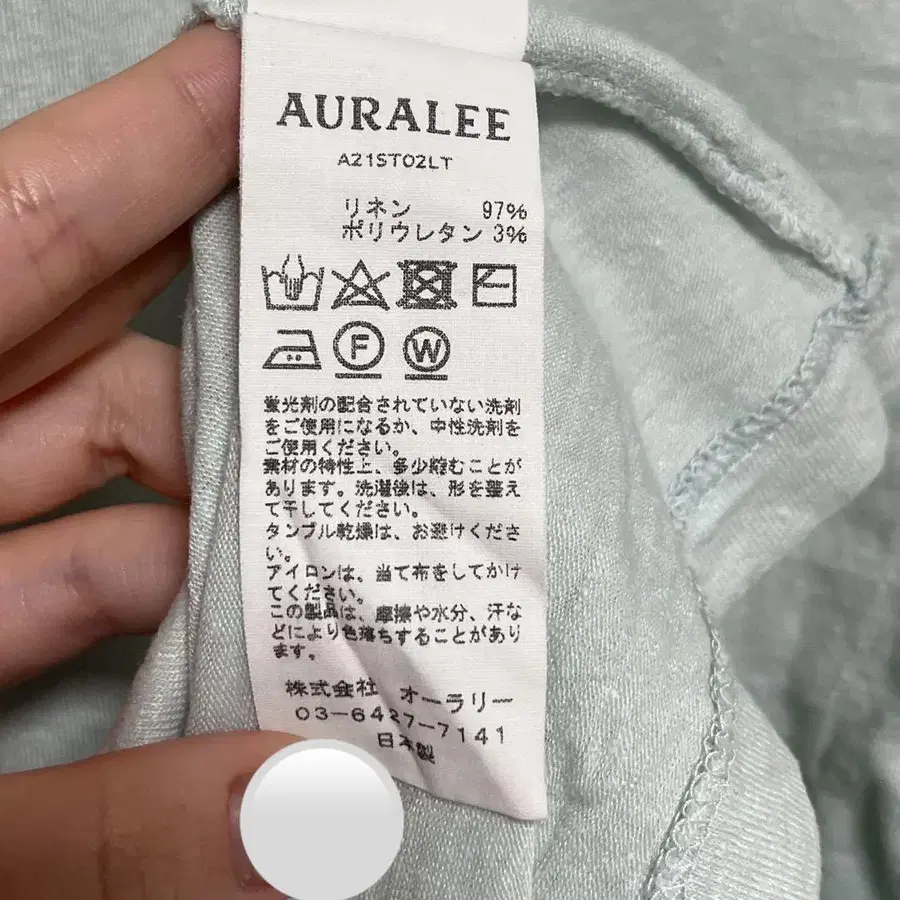 AURALEE
A21ST02LT
リネン 97%
ポリウレタン 3%
F W
蛍光剤の配合されていない洗剤
をご使用になるか、中性洗剤を
ご使用ください。
素材の特性上、多少縮むことが
あります。洗濯後は、形を整え
て干してください。
タンブル乾燥は、お避けくださ
い。
アイロンは、当て布をしてかけ
てください。
この製品は、摩擦や水分、汗な
どにより色落ちすることがあり
ます。
株式会社 オーラリー
03-6427-7141
日本製